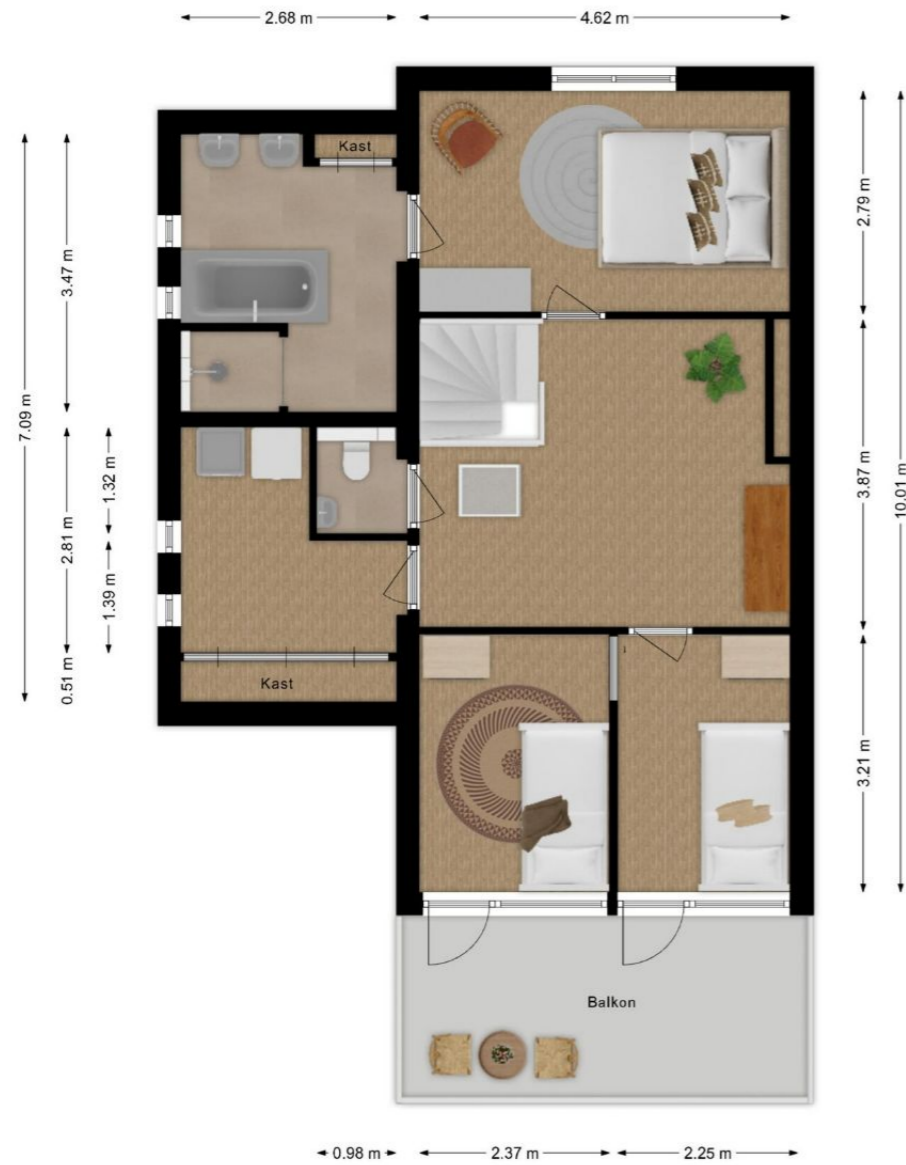 2.68 m
4.62 m
Kast
2.79 m
3.47 m
7.09 m
10.01 m
3.87 m
1.32 m
2.81 m
1.39 m
0.51 m
Kast
3.21 m
Balkon
0.98 m
2.37 m
2.25 m